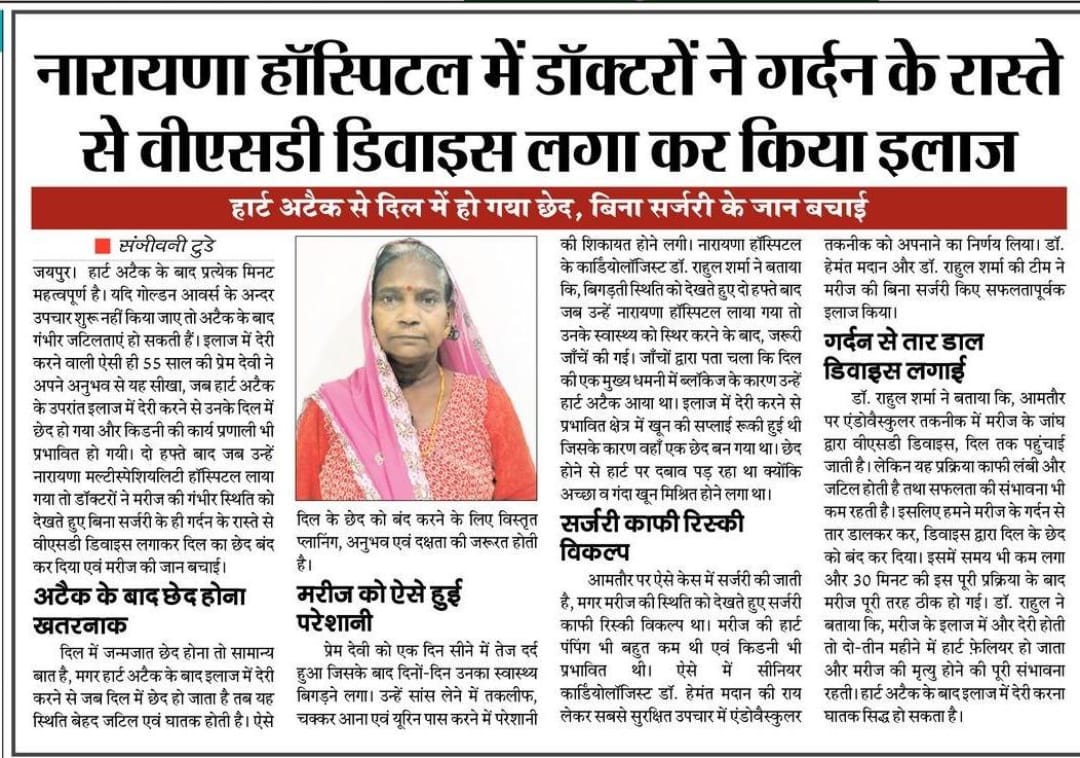 नारायणा हॉस्पिटल में डॉक्टरों ने गर्दन के रास्ते
से वीएसडी डिवाइस लगा कर किया इलाज
हार्ट अटैक से दिल में हो गया छेद, बिना सर्जरी के जान बचाई
संजीवनी टुडे
जयपुर। हार्ट अटैक के बाद प्रत्येक मिनट
महत्वपूर्ण है। यदि गोल्डन आवर्स के अन्दर
उपचार शुरू नहीं किया जाए तो अटैक के बाद
गंभीर जटिलताएं हो सकती हैं। इलाज में देरी
करने वाली ऐसी ही 55 साल की प्रेम देवी ने
अपने अनुभव से यह सीखा, जब हार्ट अटैक
के उपरांत इलाज में देरी करने से उनके दिल में
छेद हो गया और किडनी की कार्य प्रणाली भी
प्रभावित हो गयी। दो हफ्ते बाद जब उन्हें
नारायणा मल्टीस्पेशियलिटी हॉस्पिटल लाया
गया तो डॉक्टरों ने मरीज की गंभीर स्थिति को
देखते हुए बिना सर्जरी के ही गर्दन के रास्ते से
वीएसडी डिवाइस लगाकर दिल का छेद बंद
कर दिया एवं मरीज की जान बचाई।
अटैक के बाद छेद होना
खतरनाक
दिल में जन्मजात छेद होना तो सामान्य
बात है, मगर हार्ट अटैक के बाद इलाज में देरी
करने से जब दिल में छेद हो जाता है तब यह
स्थिति बेहद जटिल एवं घातक होती है। ऐसे
दिल के छेद को बंद करने के लिए विस्तृत
प्लानिंग, अनुभव एवं दक्षता की जरूरत होती
है।
मरीज को ऐसे हुई
परेशानी
प्रेम देवी को एक दिन सीने में तेज दर्द
हुआ जिसके बाद दिनों-दिन उनका स्वास्थ्य
बिगड़ने लगा। उन्हें सांस लेने में तकलीफ,
चक्कर आना एवं यूरिन पास करने में परेशानी
की शिकायत होने लगी। नारायणा हॉस्पिटल
के कार्डियोलॉजिस्ट डॉ. राहुल शर्मा ने बताया
कि, बिगड़ती स्थिति को देखते हुए दो हफ्ते बाद
जब उन्हें नारायणा हॉस्पिटल लाया गया तो
उनके स्वास्थ्य को स्थिर करने के बाद, जरूरी
जाँचें की गई। जाँचों द्वारा पता चला कि दिल
की एक मुख्य धमनी में ब्लॉकेज के कारण उन्हें
हार्ट अटैक आया था। इलाज में देरी करने से
प्रभावित क्षेत्र में खून की सप्लाई रूकी हुई थी
जिसके कारण वहाँ एक छेद बन गया था। छेद
होने से हार्ट पर दबाव पड़ रहा था क्योंकि
अच्छा व गंदा खून मिश्रित होने लगा था।
सर्जरी काफी रिस्की
विकल्प
आमतौर पर ऐसे केस में सर्जरी की जाती
है, मगर मरीज की स्थिति को देखते हुए सर्जरी
काफी रिस्की विकल्प था। मरीज की हार्ट
पंपिंग भी बहुत कम थी एवं किडनी भी
प्रभावित थी। ऐसे में सीनियर
कार्डियोलॉजिस्ट डॉ. हेमंत मदान की राय
लेकर सबसे सुरक्षित उपचार में एंडोवैस्कुलर
तकनीक को अपनाने का निर्णय लिया। डॉ.
हेमंत मदान और डॉ. राहुल शर्मा की टीम ने
मरीज की बिना सर्जरी किए सफलतापूर्वक
इलाज किया।
गर्दन से तार डाल
डिवाइस लगाई
डॉ. राहुल शर्मा ने बताया कि, आमतौर
पर एंडोवैस्कुलर तकनीक में मरीज के जांघ
द्वारा वीएसडी डिवाइस, दिल तक पहुंचाई
जाती है। लेकिन यह प्रक्रिया काफी लंबी और
जटिल होती है तथा सफलता की संभावना भी
कम रहती है। इसलिए हमने मरीज के गर्दन से
तार डालकर कर, डिवाइस द्वारा दिल के छेद
को बंद कर दिया। इसमें समय भी कम लगा
और 30 मिनट की इस पूरी प्रक्रिया के बाद
मरीज पूरी तरह ठीक हो गई। डॉ. राहुल ने
बताया कि, मरीज के इलाज में और देरी होती
तो दो-तीन महीने में हार्ट फ़ेलियर हो जाता
और मरीज की मृत्यु होने की पूरी संभावना
रहती। हार्ट अटैक के बाद इलाज में देरी करना
घातक सिद्ध हो सकता है।